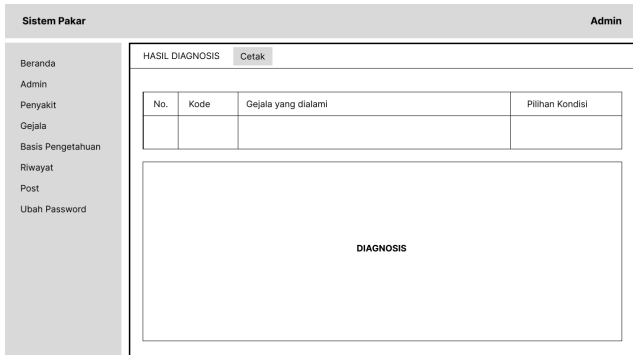 Sistem Pakar
Admin
Beranda
Admin
Penyakit
Gejala
Basis Pengetahuan
Riwayat
Post
Ubah Password
HASIL DIAGNOSIS Cetak
No. Kode Gejala yang dialami Pilihan Kondisi
DIAGNOSIS